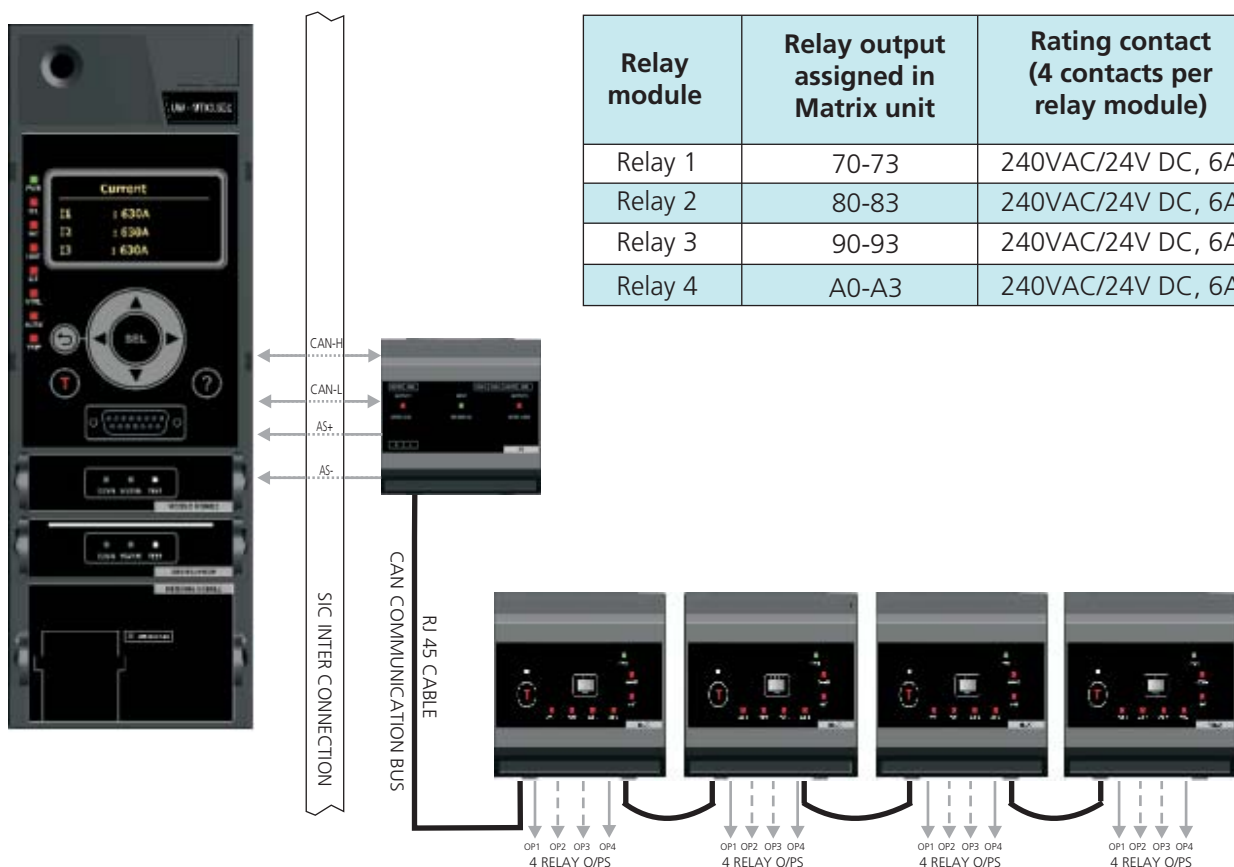 Relay module
Relay output assigned in Matrix unit
Rating contact (4 contacts per relay module)
Relay 1 70-73 240VAC/24V DC, 6A
Relay 2 80-83 240VAC/24V DC, 6A
Relay 3 90-93 240VAC/24V DC, 6A
Relay 4 A0-A3 240VAC/24V DC, 6A
Current
I1 : 630A
I2 : 630A
I3 : 630A
SEL
T
?
CAN-H
CAN-L
AS+
AS-
SIC INTER CONNECTION
CAN COMMUNICATION BUS
RJ 45 CABLE
T
T
T
T
OP1 OP2 OP3 OP4
4 RELAY O/PS
OP1 OP2 OP3 OP4
4 RELAY O/PS
OP1 OP2 OP3 OP4
4 RELAY O/PS
OP1 OP2 OP3 OP4
4 RELAY O/PS